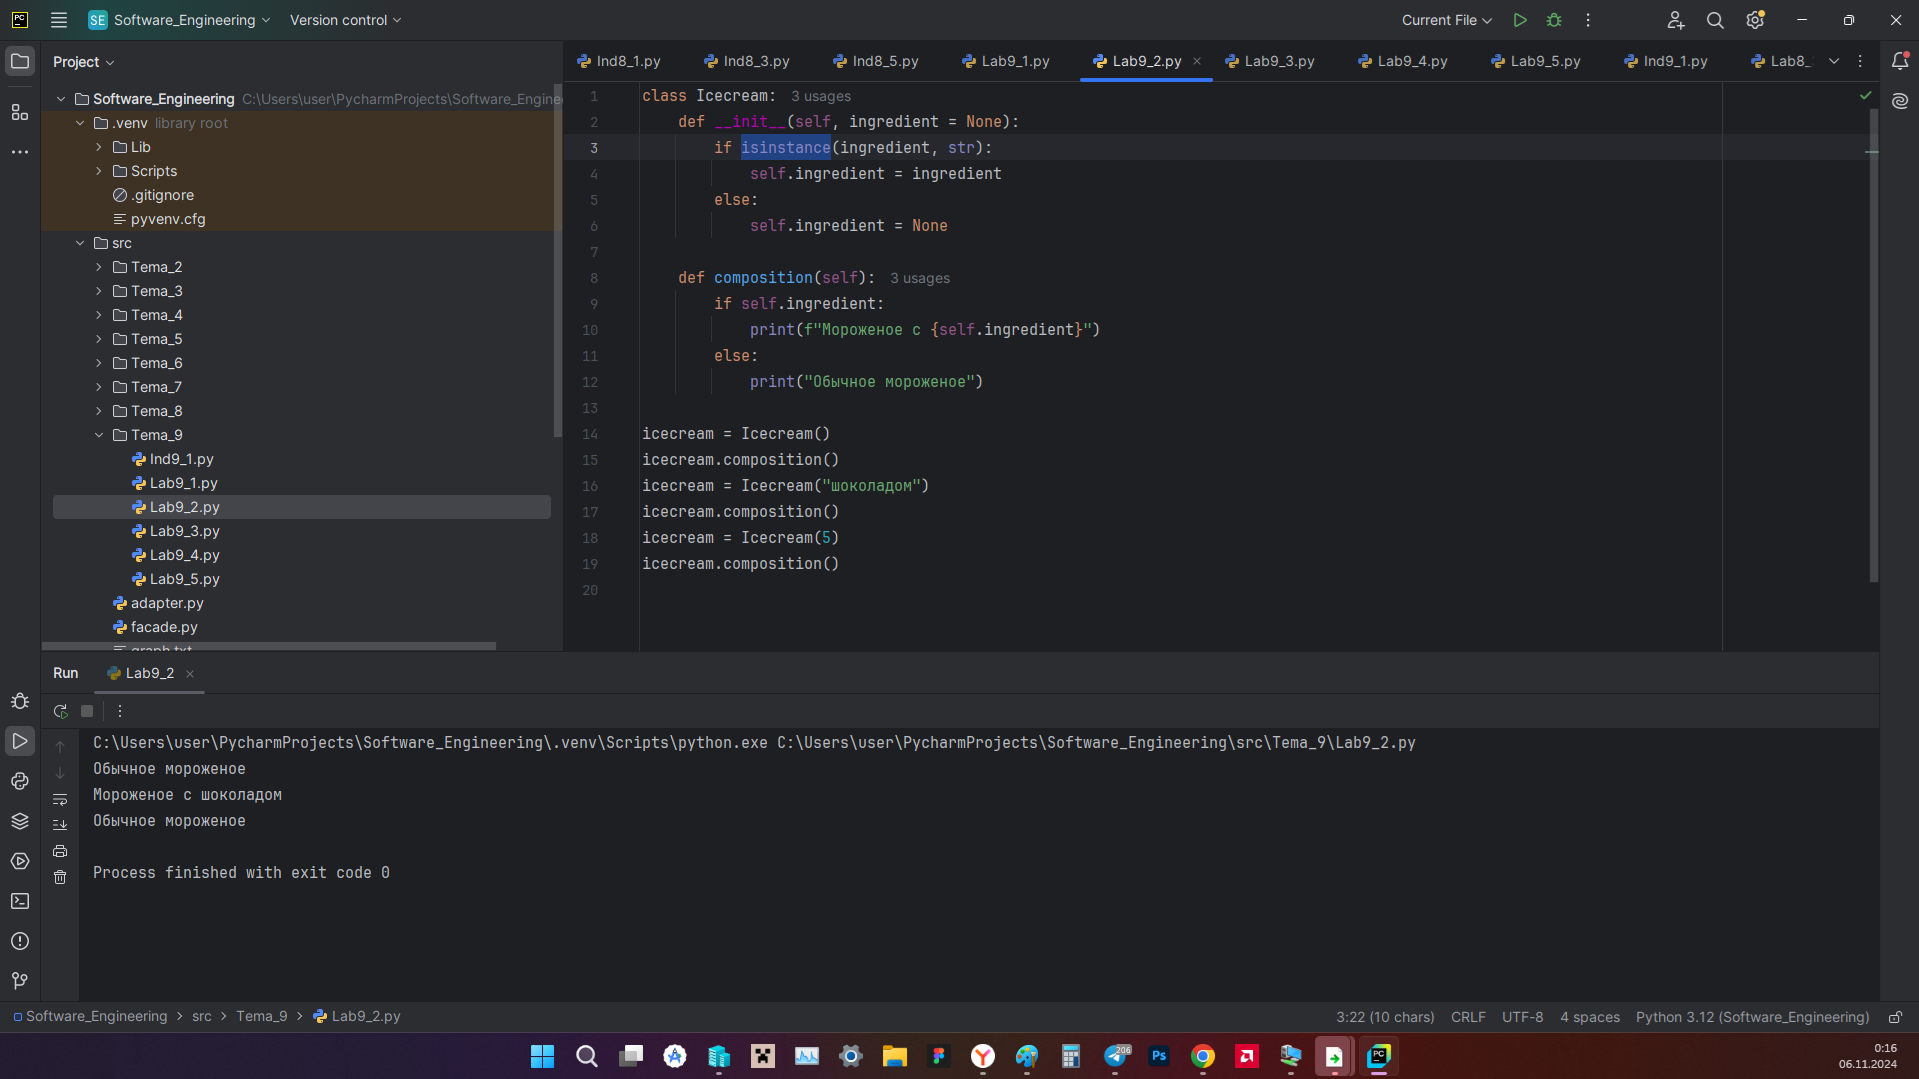 PC SE Software_Engineering Version control Current File
Project
Ind8_1.py Ind8_3.py Ind8_5.py Lab9_1.py Lab9_2.py Lab9_3.py Lab9_4.py Lab9_5.py Ind9_1.py Lab8_
Software_Engineering C:\Users\user\PycharmProjects\Software_Engine
.venv library root
Lib
Scripts
.gitignore
pyvenv.cfg
src
Tema_2
Tema_3
Tema_4
Tema_5
Tema_6
Tema_7
Tema_8
Tema_9
Ind9_1.py
Lab9_1.py
Lab9_2.py
Lab9_3.py
Lab9_4.py
Lab9_5.py
adapter.py
facade.py
graph.txt
1 class Icecream: 3 usages
2 def __init__(self, ingredient = None):
3 if isinstance(ingredient, str):
4 self.ingredient = ingredient
5 else:
6 self.ingredient = None
7
8 def composition(self): 3 usages
9 if self.ingredient:
10 print(f"Мороженое с {self.ingredient}")
11 else:
12 print("Обычное мороженое")
13
14 icecream = Icecream()
15 icecream.composition()
16 icecream = Icecream("шоколадом")
17 icecream.composition()
18 icecream = Icecream(5)
19 icecream.composition()
20
Run Lab9_2
C:\Users\user\PycharmProjects\Software_Engineering\.venv\Scripts\python.exe C:\Users\user\PycharmProjects\Software_Engineering\src\Tema_9\Lab9_2.py
Обычное мороженое
Мороженое с шоколадом
Обычное мороженое
Process finished with exit code 0
Software_Engineering > src > Tema_9 > Lab9_2.py 3:22 (10 chars) CRLF UTF-8 4 spaces Python 3.12 (Software_Engineering)
206 Ps PC
0:16
06.11.2024